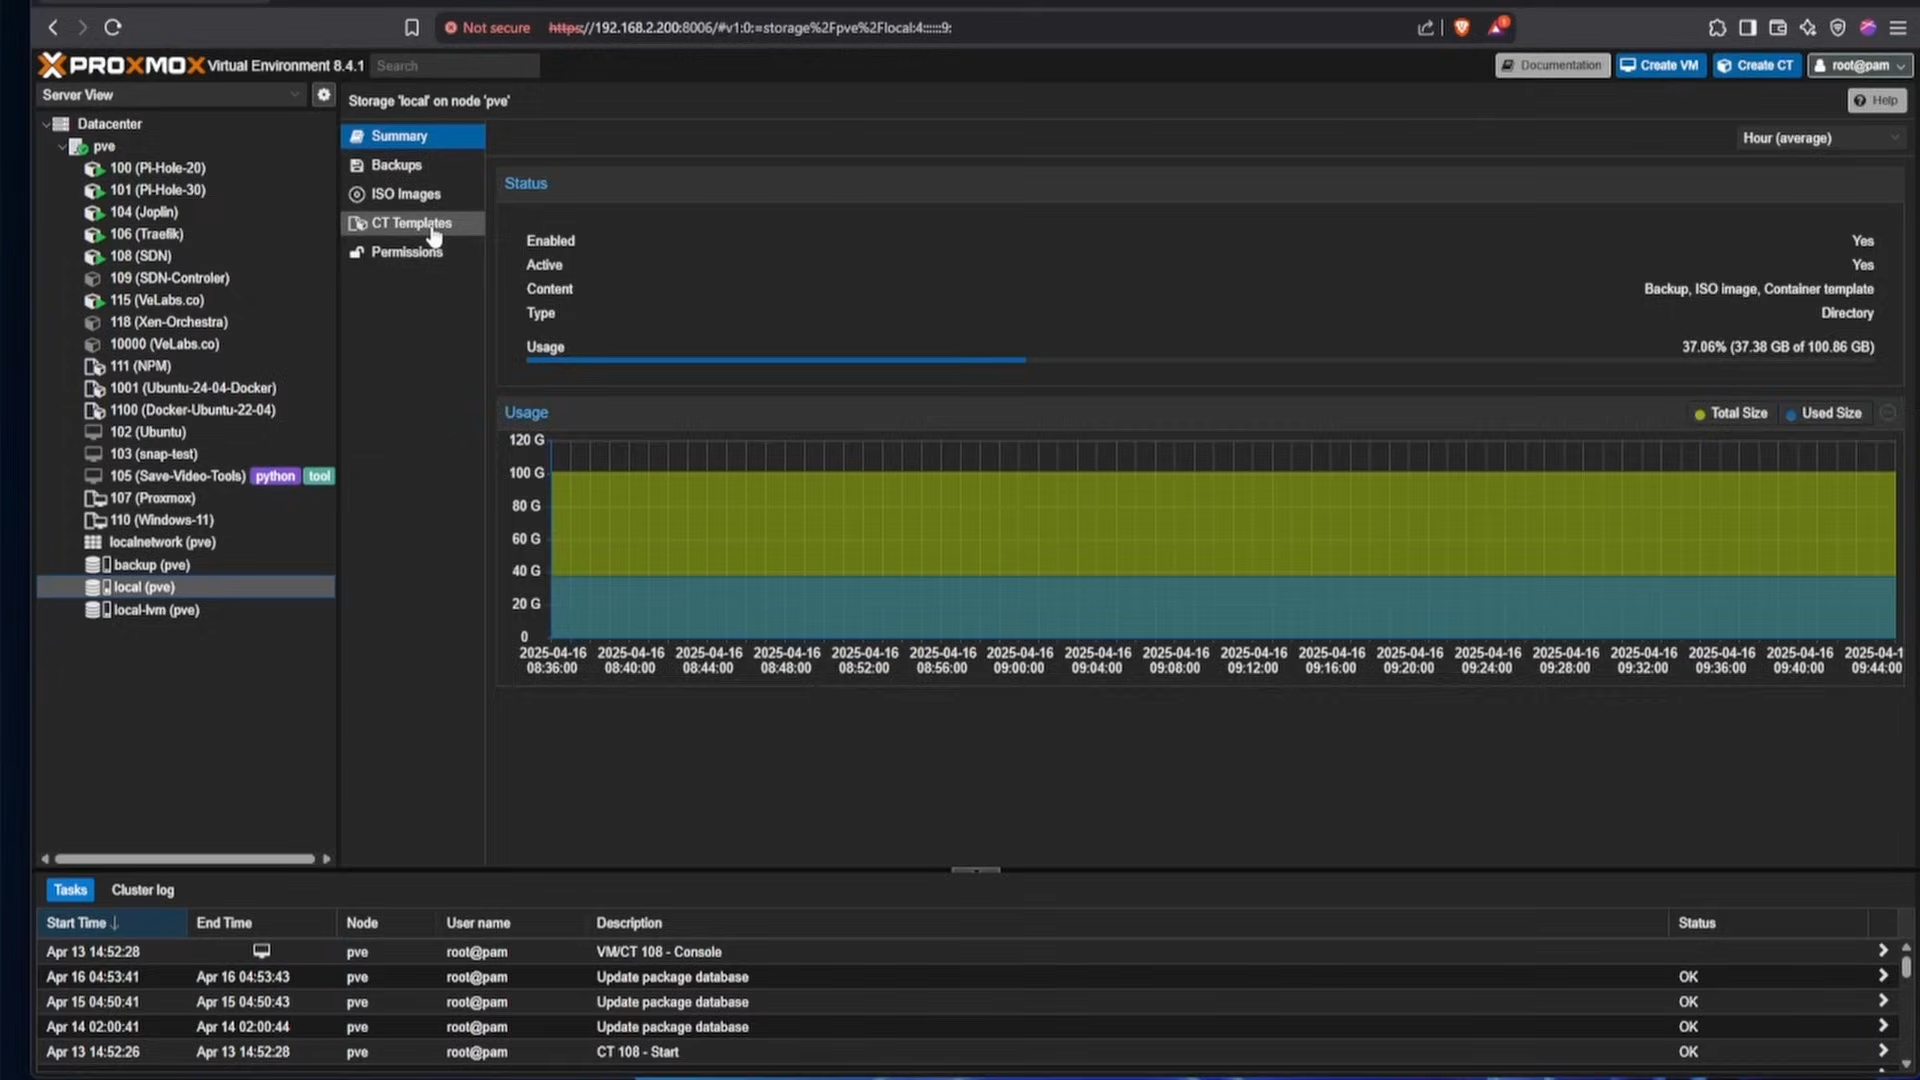 Not secure https://192.168.2.200:8006/#v1:0:=storage%2Fpve%2Flocal:4::::::9:
PROXMOX Virtual Environment 8.4.1 Search Documentation Create VM Create CT root@pam
Server View
Storage 'local' on node 'pve' Help
Datacenter
pve
100 (Pi-Hole-20)
101 (Pi-Hole-30)
104 (Joplin)
106 (Traefik)
108 (SDN)
109 (SDN-Controler)
115 (VeLabs.co)
118 (Xen-Orchestra)
10000 (VeLabs.co)
111 (NPM)
1001 (Ubuntu-24-04-Docker)
1100 (Docker-Ubuntu-22-04)
102 (Ubuntu)
103 (snap-test)
105 (Save-Video-Tools) python tool
107 (Proxmox)
110 (Windows-11)
localnetwork (pve)
backup (pve)
local (pve)
local-lvm (pve)
Summary
Backups
ISO Images
CT Templates
Permissions
Hour (average)
Status
Enabled Yes
Active Yes
Content Backup, ISO image, Container template
Type Directory
Usage 37.06% (37.38 GB of 100.86 GB)
Usage Total Size Used Size
120 G
100 G
80 G
60 G
40 G
20 G
0
2025-04-16 2025-04-16 2025-04-16 2025-04-16 2025-04-16 2025-04-16 2025-04-16 2025-04-16 2025-04-16 2025-04-16 2025-04-16 2025-04-16 2025-04-16 2025-04-16 2025-04-16 2025-04-16 2025-04-16 2025-04-1
08:36:00 08:40:00 08:44:00 08:48:00 08:52:00 08:56:00 09:00:00 09:04:00 09:08:00 09:12:00 09:16:00 09:20:00 09:24:00 09:28:00 09:32:00 09:36:00 09:40:00 09:44:00
Tasks Cluster log
Start Time End Time Node User name Description Status
Apr 13 14:52:28 pve root@pam VM/CT 108 - Console
Apr 16 04:53:41 Apr 16 04:53:43 pve root@pam Update package database OK
Apr 15 04:50:41 Apr 15 04:50:43 pve root@pam Update package database OK
Apr 14 02:00:41 Apr 14 02:00:44 pve root@pam Update package database OK
Apr 13 14:52:26 Apr 13 14:52:28 pve root@pam CT 108 - Start OK